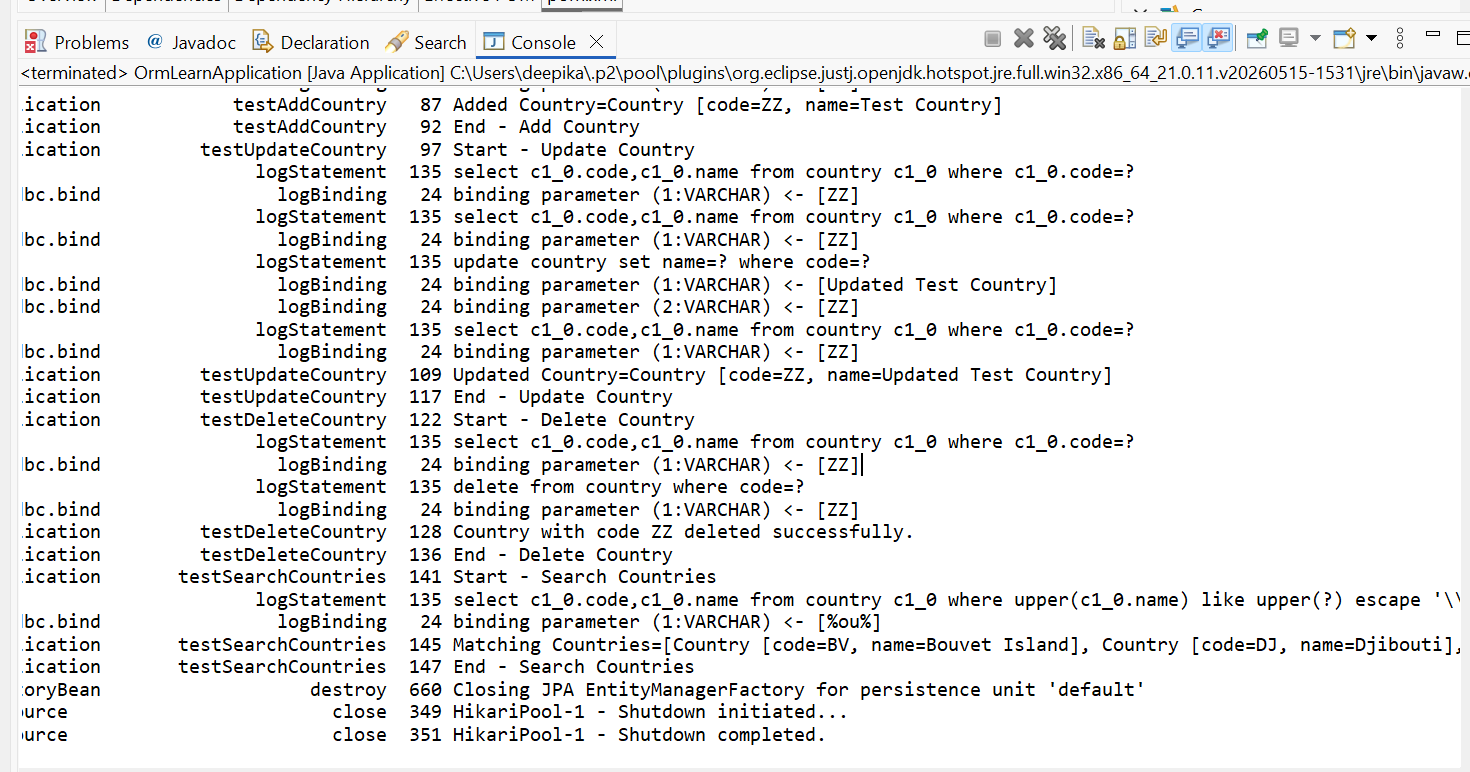 Problems Javadoc Declaration Search Console
<terminated> OrmLearnApplication [Java Application] C:\Users\deepika\.p2\pool\plugins\org.eclipse.justj.openjdk.hotspot.jre.full.win32.x86_64_21.0.11.v20260515-1531\jre\bin\javaw.e
ication testAddCountry 87 Added Country=Country [code=ZZ, name=Test Country]
ication testAddCountry 92 End - Add Country
ication testUpdateCountry 97 Start - Update Country
logStatement 135 select c1_0.code,c1_0.name from country c1_0 where c1_0.code=?
bc.bind logBinding 24 binding parameter (1:VARCHAR) <- [ZZ]
logStatement 135 select c1_0.code,c1_0.name from country c1_0 where c1_0.code=?
bc.bind logBinding 24 binding parameter (1:VARCHAR) <- [ZZ]
logStatement 135 update country set name=? where code=?
bc.bind logBinding 24 binding parameter (1:VARCHAR) <- [Updated Test Country]
bc.bind logBinding 24 binding parameter (2:VARCHAR) <- [ZZ]
logStatement 135 select c1_0.code,c1_0.name from country c1_0 where c1_0.code=?
bc.bind logBinding 24 binding parameter (1:VARCHAR) <- [ZZ]
ication testUpdateCountry 109 Updated Country=Country [code=ZZ, name=Updated Test Country]
ication testUpdateCountry 117 End - Update Country
ication testDeleteCountry 122 Start - Delete Country
logStatement 135 select c1_0.code,c1_0.name from country c1_0 where c1_0.code=?
bc.bind logBinding 24 binding parameter (1:VARCHAR) <- [ZZ]
logStatement 135 delete from country where code=?
bc.bind logBinding 24 binding parameter (1:VARCHAR) <- [ZZ]
ication testDeleteCountry 128 Country with code ZZ deleted successfully.
ication testDeleteCountry 136 End - Delete Country
ication testSearchCountries 141 Start - Search Countries
logStatement 135 select c1_0.code,c1_0.name from country c1_0 where upper(c1_0.name) like upper(?) escape '\\
bc.bind logBinding 24 binding parameter (1:VARCHAR) <- [%ou%]
ication testSearchCountries 145 Matching Countries=[Country [code=BV, name=Bouvet Island], Country [code=DJ, name=Djibouti],
ication testSearchCountries 147 End - Search Countries
oryBean destroy 660 Closing JPA EntityManagerFactory for persistence unit 'default'
urce close 349 HikariPool-1 - Shutdown initiated...
urce close 351 HikariPool-1 - Shutdown completed.